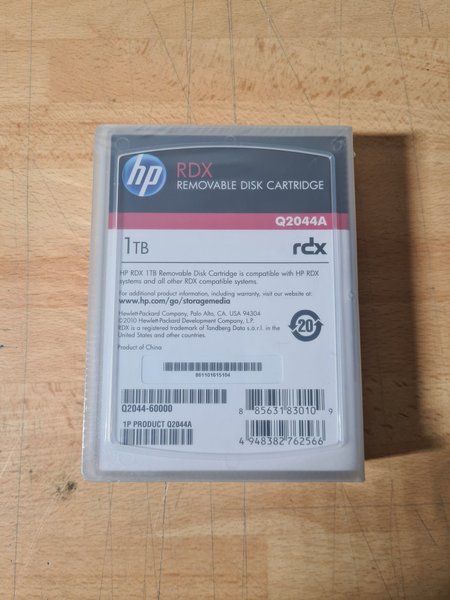 hp
RDX
REMOVABLE DISK CARTRIDGE
Q2044A
1TB
rdx
HP RDX 1TB Removable Disk Cartridge is compatible with HP RDX
systems and all other RDX compatible systems.
For additional product information, including warranty, visit our website at:
www.hp.com/go/storagemedia
Hewlett-Packard Company, Palo Alto, CA. USA 94304
©2010 Hewlett-Packard Development Company, L.P.
RDX is a registered trademark of Tandberg Data s.a.r.l. in the
United States and other countries.
20
Product of China
861101615104
Q2044-60000
1P PRODUCT Q2044A
8 85631 83010 9
4 948382 762566